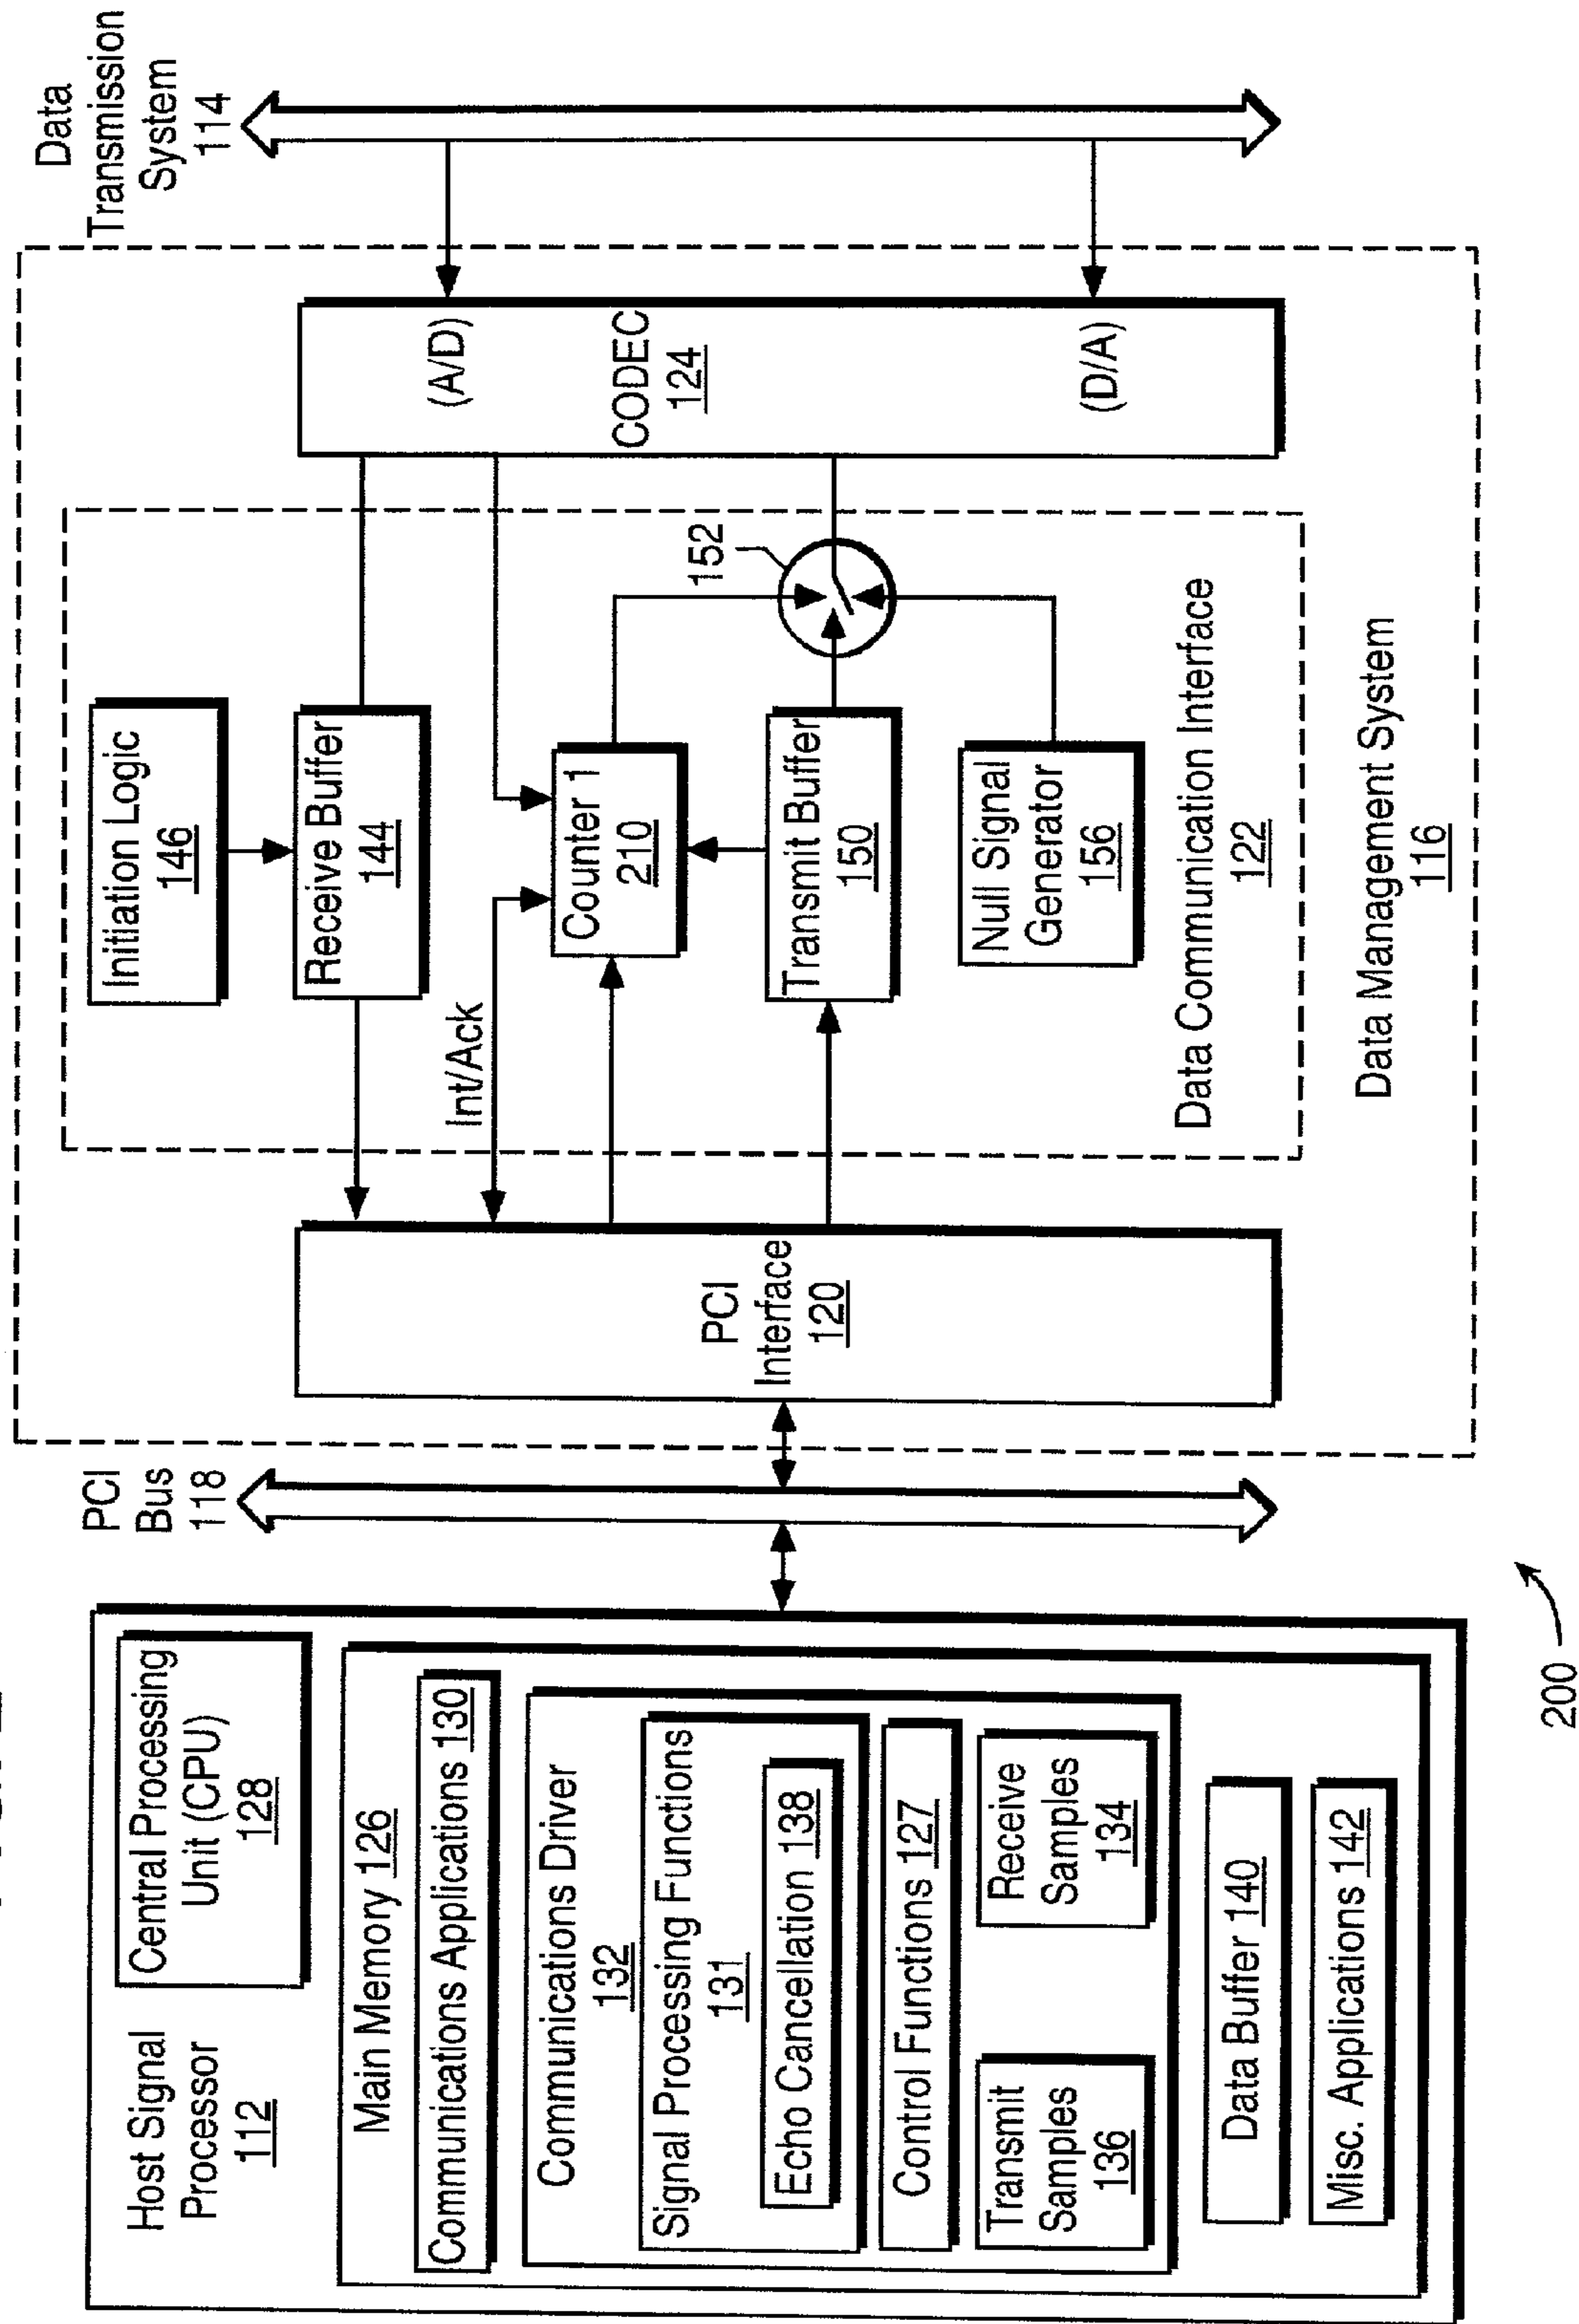 Host Signal
Processor
112
Central Processing
Unit (CPU)
128
Main Memory 126
Communications Applications 130
Communications Driver
132
Signal Processing Functions
131
Echo Cancellation 138
Control Functions 127
Transmit
Samples
136
Receive
Samples
134
Data Buffer 140
Misc. Applications 142
200
PCI
Bus
118
PCI
Interface
120
Initiation Logic
146
Receive Buffer
144
Int/Ack
Counter 1
210
Transmit Buffer
150
Null Signal
Generator
156
152
Data Communication Interface
122
Data Management System
116
(A/D)
CODEC
124
(D/A)
Data
Transmission
System
114